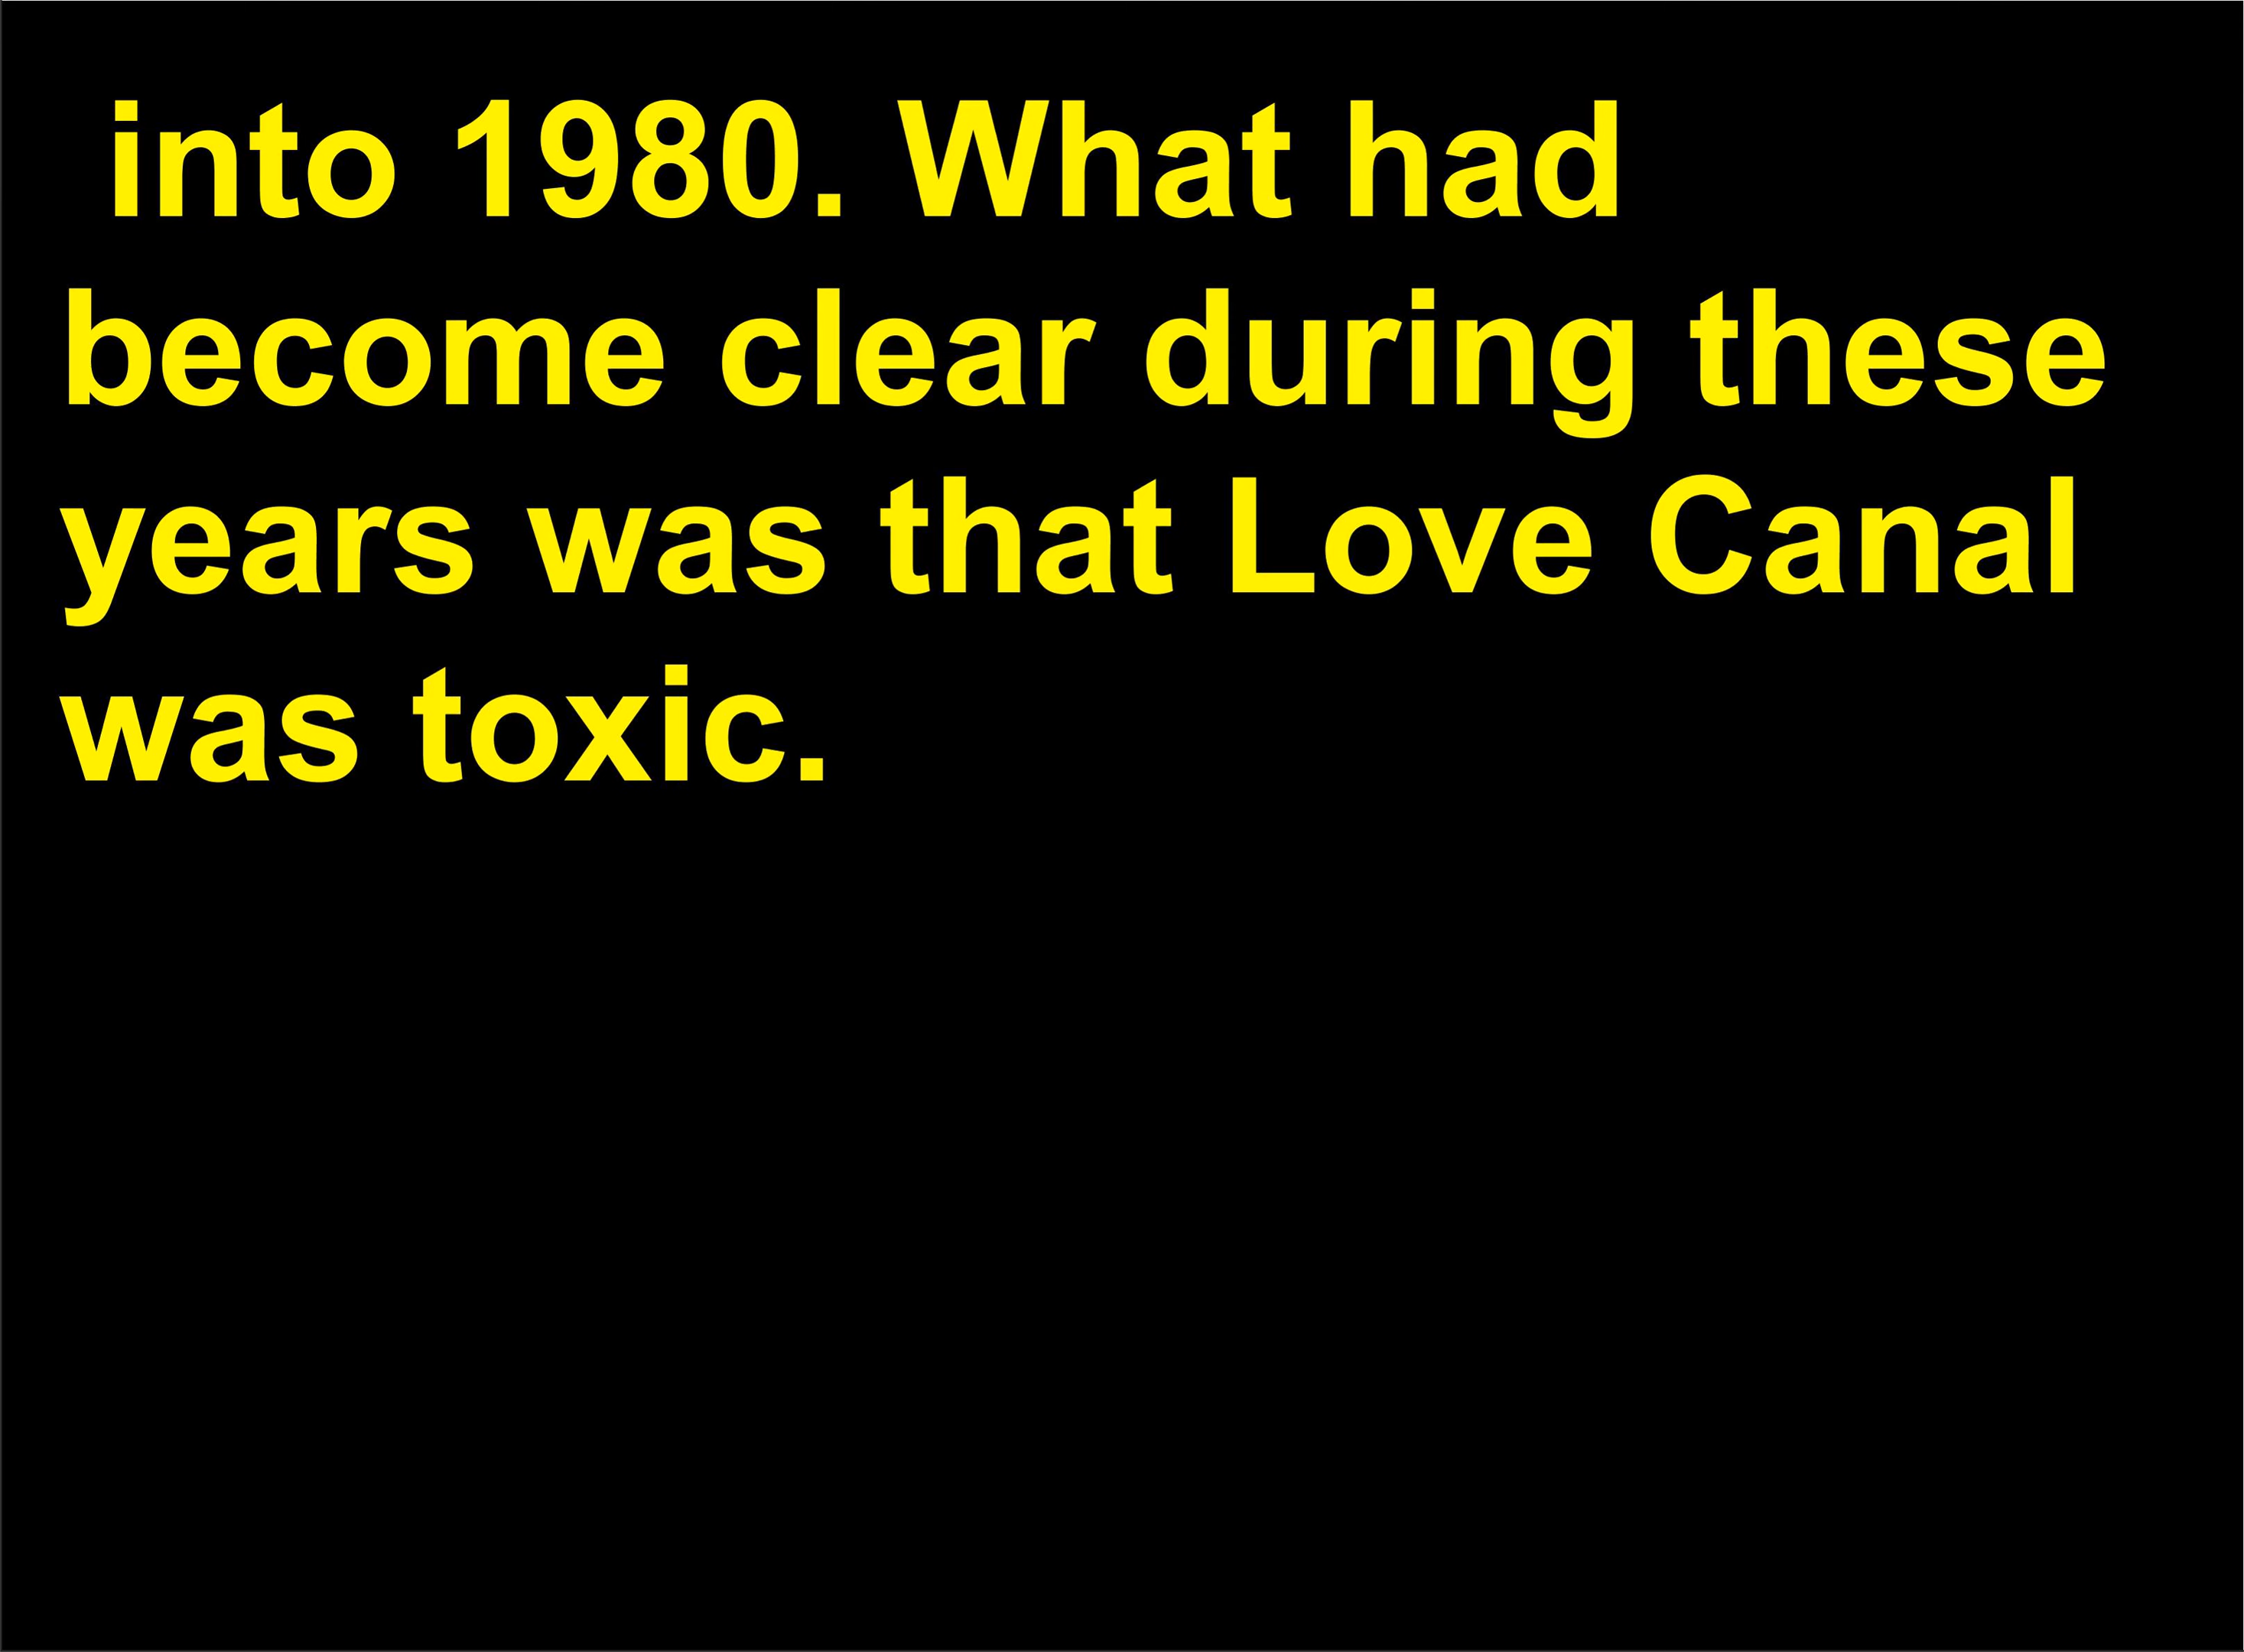 into 1980. What had
become clear during these
years was that Love Canal
was toxic.